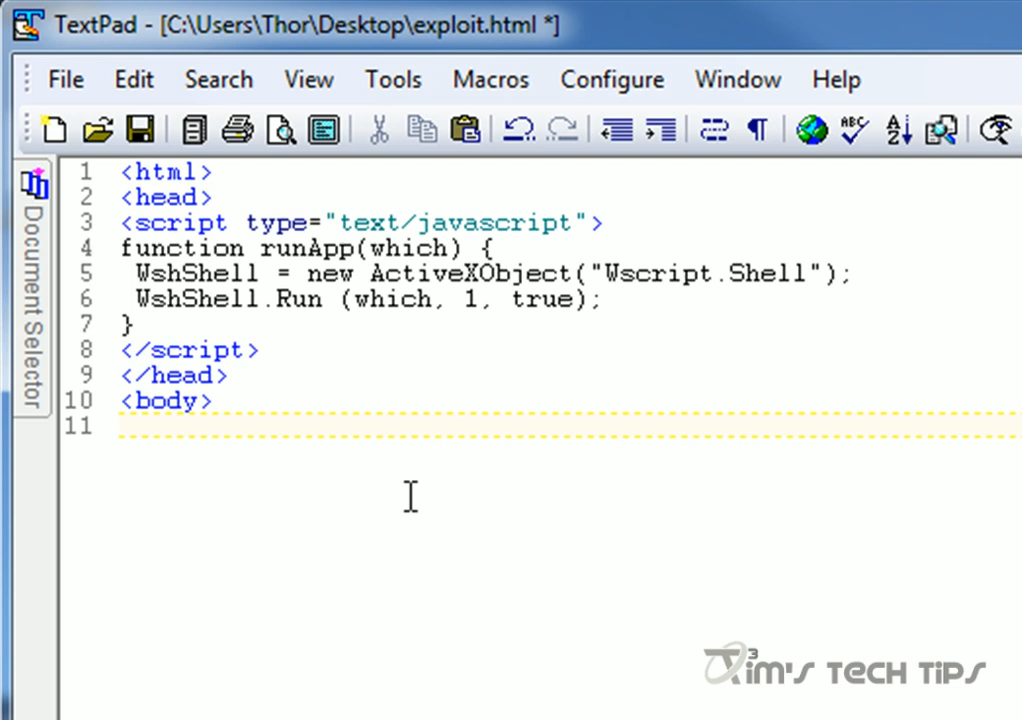 TextPad - [C:\Users\Thor\Desktop\exploit.html *]
File Edit Search View Tools Macros Configure Window Help
ABC
A
Z
Document Selector
1 <html>
2 <head>
3 <script type="text/javascript">
4 function runApp(which) {
5 WshShell = new ActiveXObject("Wscript.Shell");
6 WshShell.Run (which, 1, true);
7 }
8 </script>
9 </head>
10 <body>
11
T3im's Tech Tips